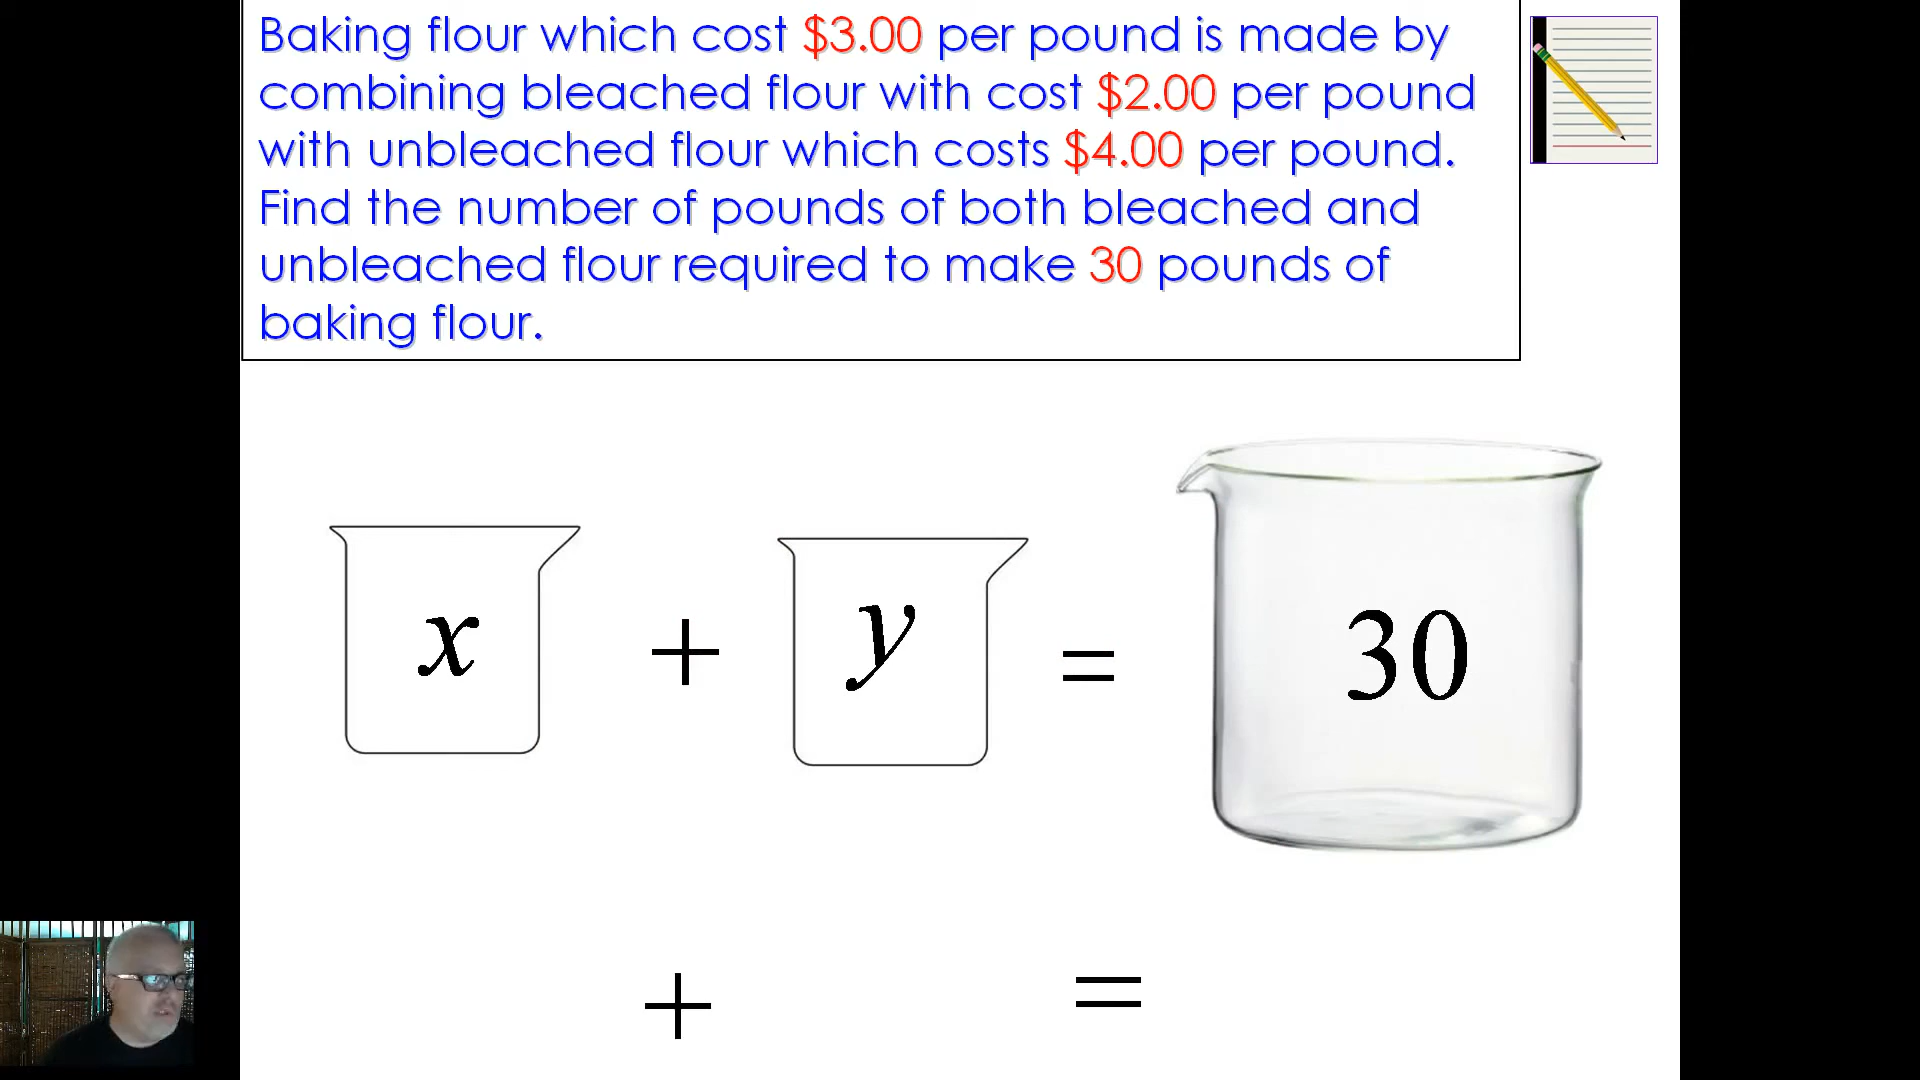 Baking flour which cost $3.00 per pound is made by
combining bleached flour with cost $2.00 per pound
with unbleached flour which costs $4.00 per pound.
Find the number of pounds of both bleached and
unbleached flour required to make 30 pounds of
baking flour.
x + y = 30
+ =